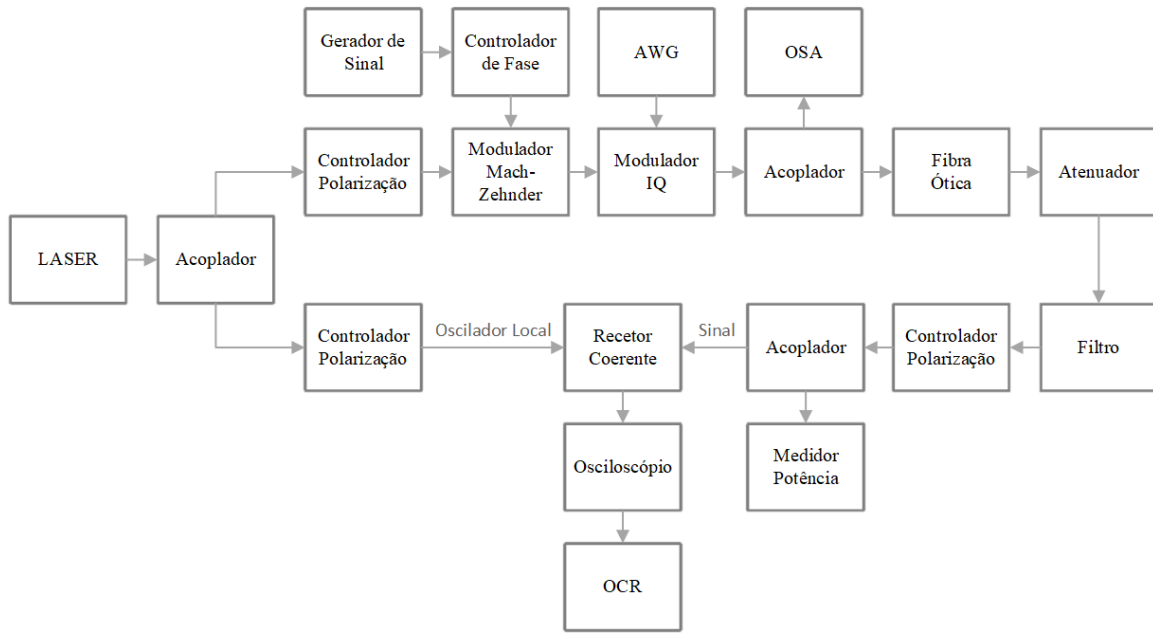 Gerador de
Sinal
Controlador
de Fase
AWG
OSA
Controlador
Polarização
Modulador
Mach-
Zehnder
Modulador
IQ
Acoplador
Fibra
Ótica
Atenuador
LASER
Acoplador
Controlador
Polarização
Oscilador Local
Recetor
Coerente
Sinal
Acoplador
Controlador
Polarização
Filtro
Osciloscópio
Medidor
Potência
OCR